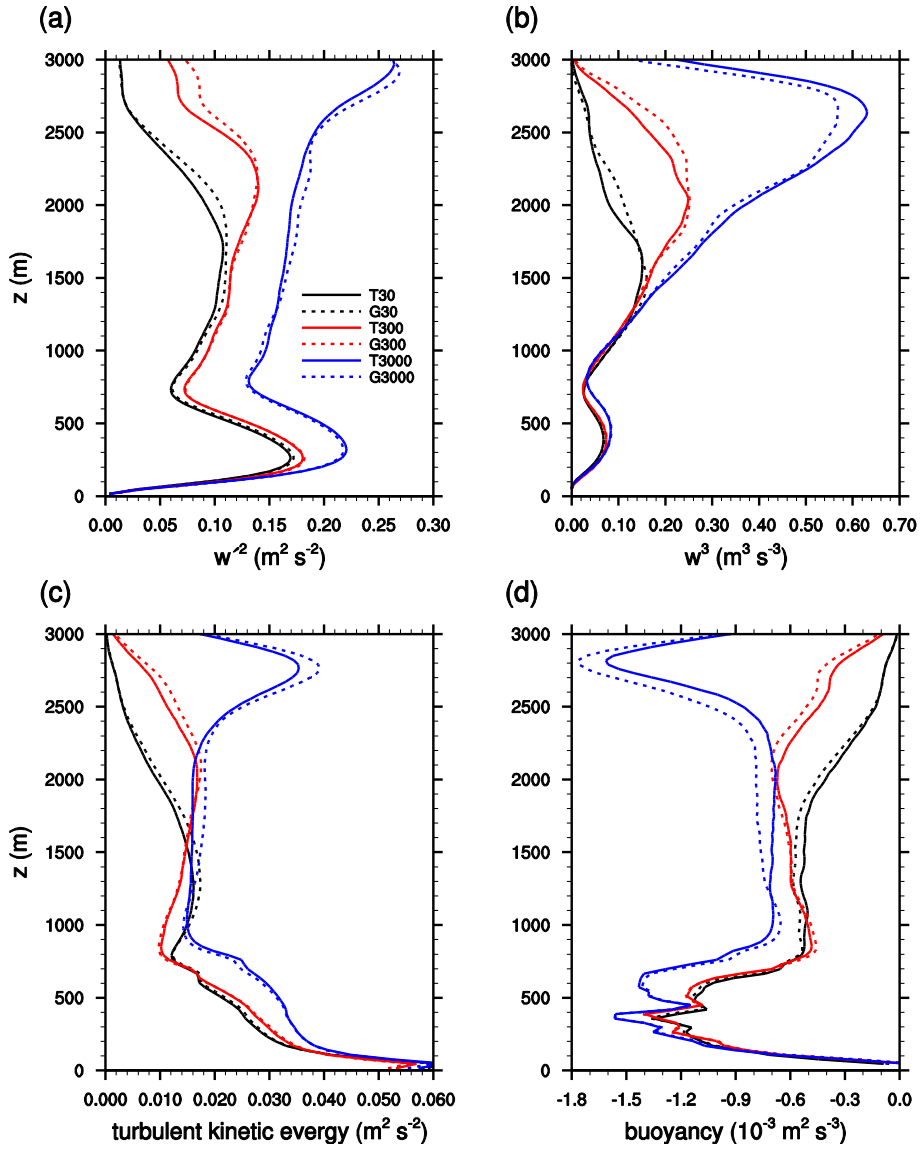 (a)
(b)
3000
2500
2000
1500
1000
500
0
z (m)
0.00 0.05 0.10 0.15 0.20 0.25 0.30
w′² (m² s⁻²)
T30
G30
T300
G300
T3000
G3000
3000
2500
2000
1500
1000
500
0
0.00 0.10 0.20 0.30 0.40 0.50 0.60 0.70
w³ (m³ s⁻³)
(c)
(d)
3000
2500
2000
1500
1000
500
0
z (m)
0.000 0.010 0.020 0.030 0.040 0.050 0.060
turbulent kinetic evergy (m² s⁻²)
3000
2500
2000
1500
1000
500
0
-1.8 -1.5 -1.2 -0.9 -0.6 -0.3 0.0
buoyancy (10⁻³ m² s⁻³)